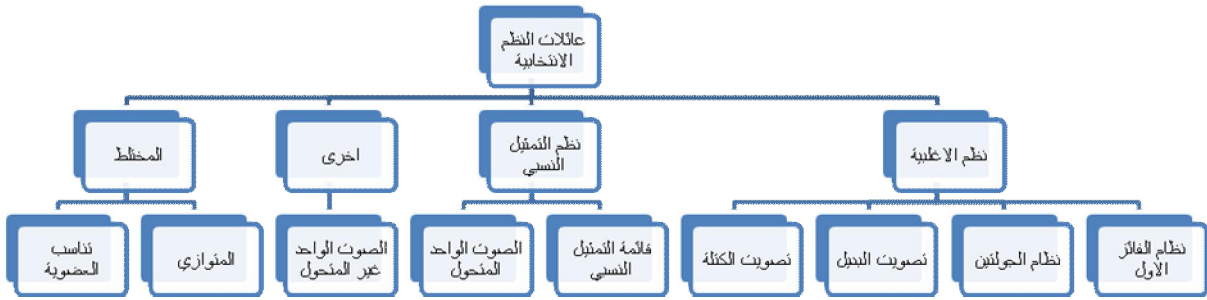 عائلات النظم
الانتخابية
نظم الاغلبية
نظم التمثيل
النسبي
اخرى
المختلط
نظام الفائز
الاول
نظام الجولتين
تصويت البديل
تصويت الكتلة
قائمة التمثيل
النسبي
الصوت الواحد
المتحول
الصوت الواحد
غير المتحول
المتوازي
تناسب
العضوية